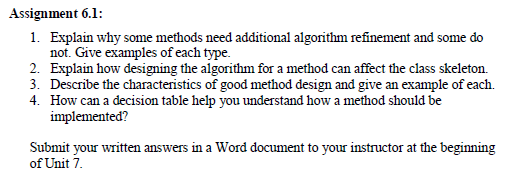 Assignment 6.1:
1. Explain why some methods need additional algorithm refinement and some do
not. Give examples of each type.
2. Explain how designing the algorithm for a method can affect the class skeleton.
3. Describe the characteristics of good method design and give an example of each.
4. How can a decision table help you understand how a method should be
implemented?
Submit your written answers in a Word document to your instructor at the beginning
of Unit 7.